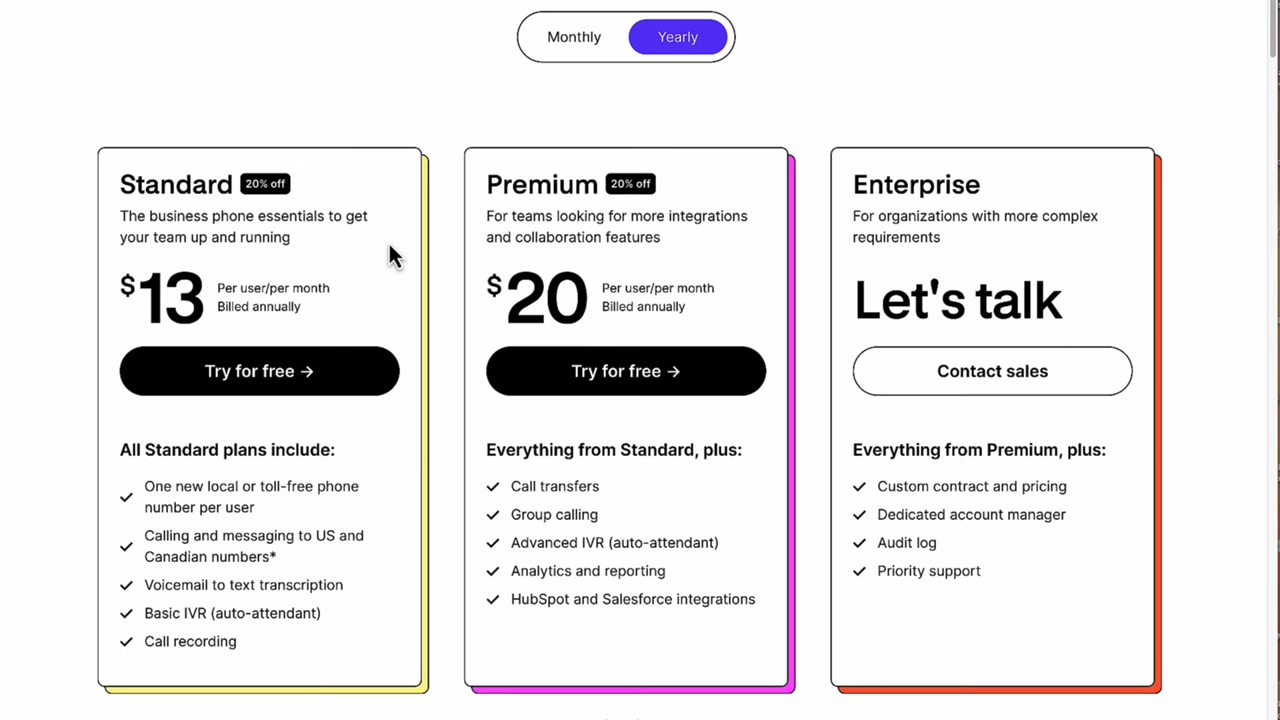 Monthly Yearly
Standard 20% off
The business phone essentials to get
your team up and running
$13 Per user/per month
Billed annually
Try for free →
All Standard plans include:
One new local or toll-free phone
number per user
Calling and messaging to US and
Canadian numbers*
Voicemail to text transcription
Basic IVR (auto-attendant)
Call recording
Premium 20% off
For teams looking for more integrations
and collaboration features
$20 Per user/per month
Billed annually
Try for free →
Everything from Standard, plus:
Call transfers
Group calling
Advanced IVR (auto-attendant)
Analytics and reporting
HubSpot and Salesforce integrations
Enterprise
For organizations with more complex
requirements
Let's talk
Contact sales
Everything from Premium, plus:
Custom contract and pricing
Dedicated account manager
Audit log
Priority support